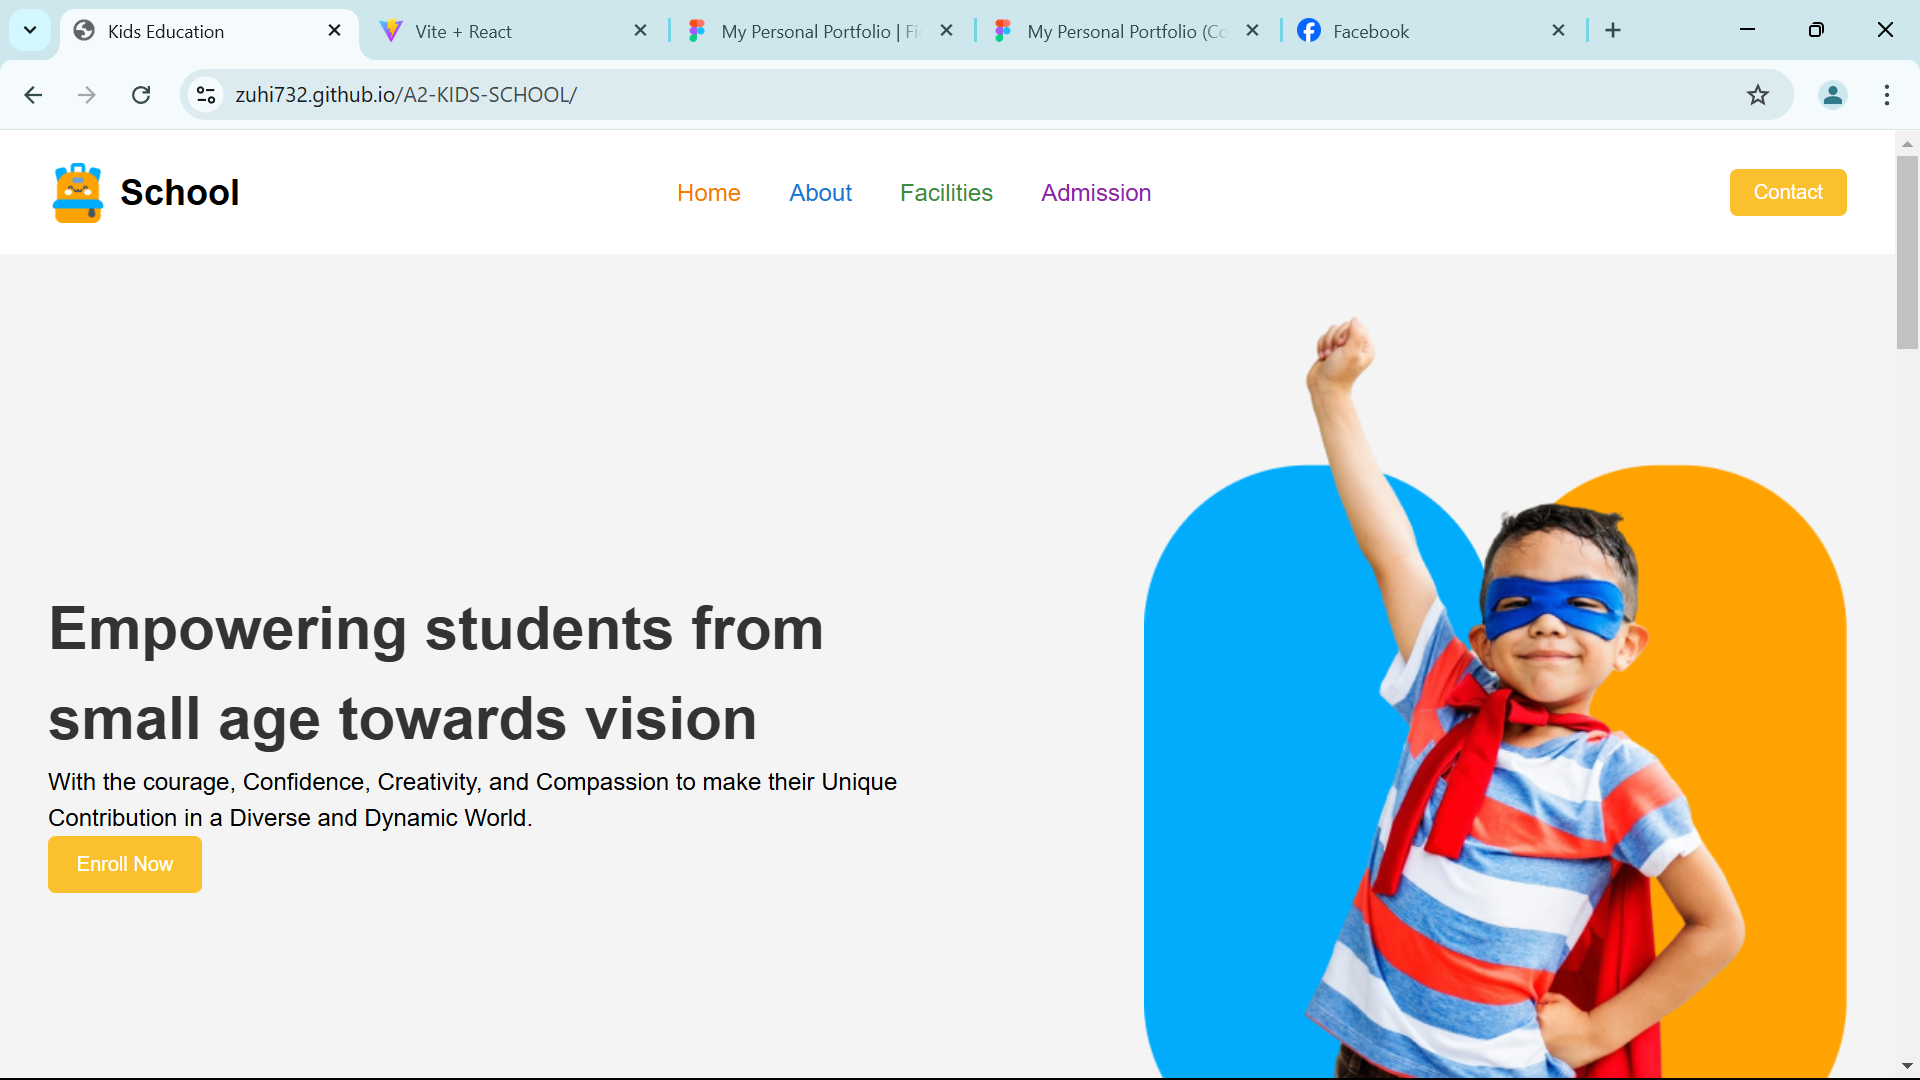 Kids Education
Vite + React
My Personal Portfolio | Fi
My Personal Portfolio (Co
Facebook
zuhi732.github.io/A2-KIDS-SCHOOL/
School
Home
About
Facilities
Admission
Contact
Empowering students from
small age towards vision
With the courage, Confidence, Creativity, and Compassion to make their Unique
Contribution in a Diverse and Dynamic World.
Enroll Now